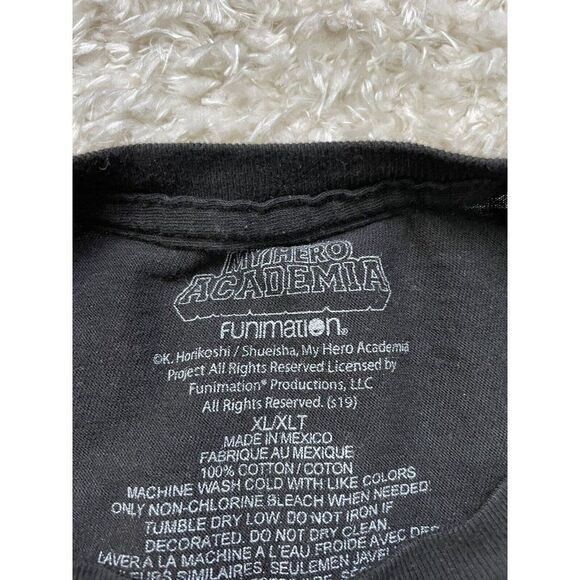 MY HERO
ACADEMIA
FUNIMATION®
©K. Horikoshi / Shueisha, My Hero Academia
Project All Rights Reserved Licensed by
Funimation® Productions, LLC
All Rights Reserved. (s19)
XL/XLT
MADE IN MEXICO
FABRIQUE AU MÉXIQUE
100% COTTON / COTON
MACHINE WASH COLD WITH LIKE COLORS
ONLY NON-CHLORINE BLEACH WHEN NEEDED.
TUMBLE DRY LOW. DO NOT IRON IF
DECORATED. DO NOT DRY CLEAN.
LAVER A LA MACHINE A L'EAU FROIDE AVEC DES
SIMILAIRES. SEULEMEN